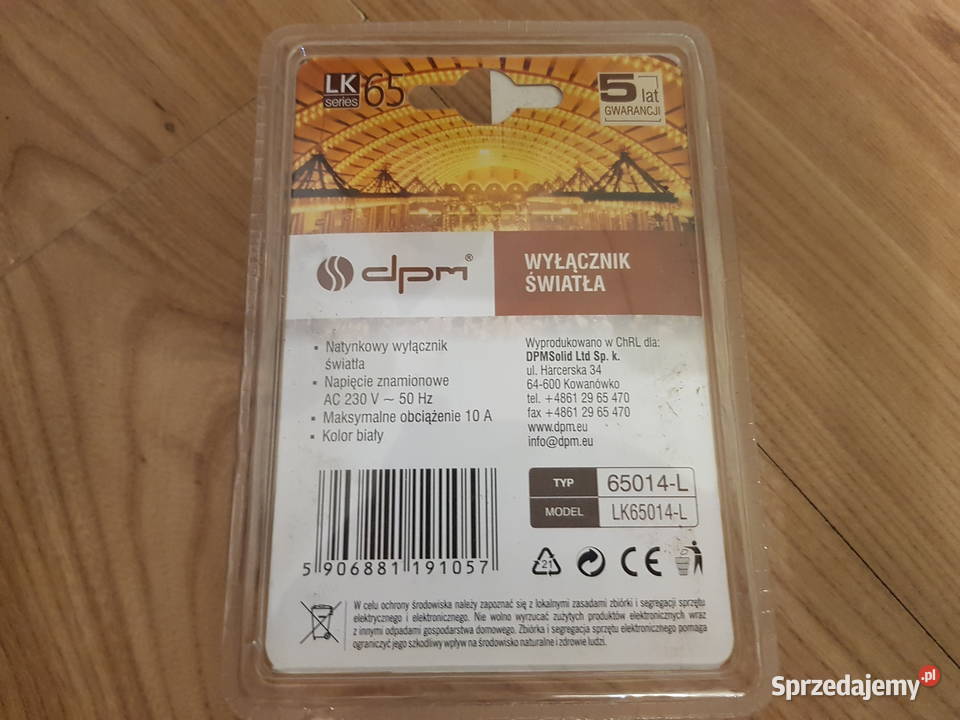 LK
series
65
5 lat
GWARANCJI
dpm®
WYŁĄCZNIK
ŚWIATŁA
▪ Natynkowy wyłącznik
światła
▪ Napięcie znamionowe
AC 230 V ~ 50 Hz
▪ Maksymalne obciążenie 10 A
▪ Kolor biały
Wyprodukowano w ChRL dla:
DPMSolid Ltd Sp. k.
ul. Harcerska 34
64-600 Kowanówko
tel. +4861 29 65 470
fax +4861 29 65 470
www.dpm.eu
info@dpm.eu
TYP 65014-L
MODEL LK65014-L
5 906881 191057
21
CE
W celu ochrony środowiska należy zapoznać się z lokalnymi zasadami zbiórki i segregacji sprzętu
elektrycznego i elektronicznego. Nie wolno wyrzucać zużytych produktów elektronicznych wraz
z innymi odpadami gospodarstwa domowego. Zbiórka i segregacja sprzętu elektronicznego pomaga
ograniczyć jego szkodliwy wpływ na środowisko naturalne i zdrowie ludzi.
Sprzedajemy.pl